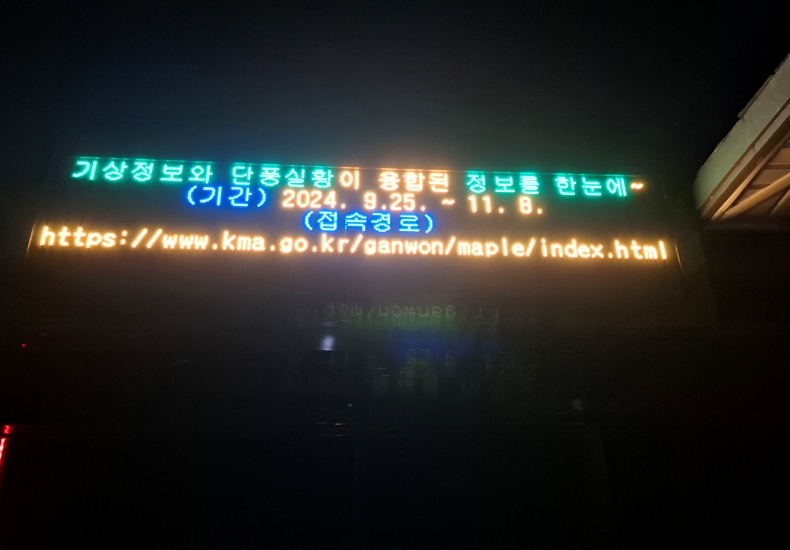 기상정보와 단풍실황이 융합된 정보를 한눈에~
(기간) 2024. 9.25. ~ 11. 8.
(접속경로)
https://www.kma.go.kr/ganwon/maple/index.html